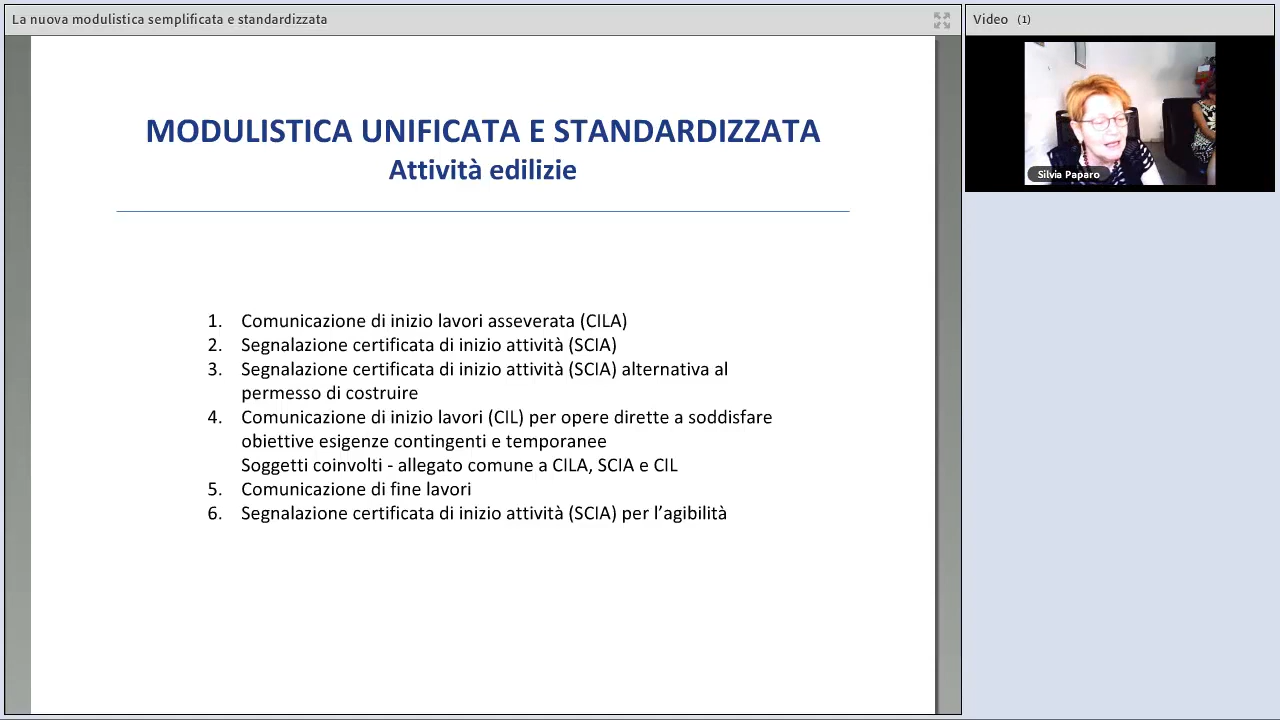 La nuova modulistica semplificata e standardizzata
Video (1)
Silvia Paparo
MODULISTICA UNIFICATA E STANDARDIZZATA
Attività edilizie
1. Comunicazione di inizio lavori asseverata (CILA)
2. Segnalazione certificata di inizio attività (SCIA)
3. Segnalazione certificata di inizio attività (SCIA) alternativa al
permesso di costruire
4. Comunicazione di inizio lavori (CIL) per opere dirette a soddisfare
obiettive esigenze contingenti e temporanee
Soggetti coinvolti - allegato comune a CILA, SCIA e CIL
5. Comunicazione di fine lavori
6. Segnalazione certificata di inizio attività (SCIA) per l’agibilità